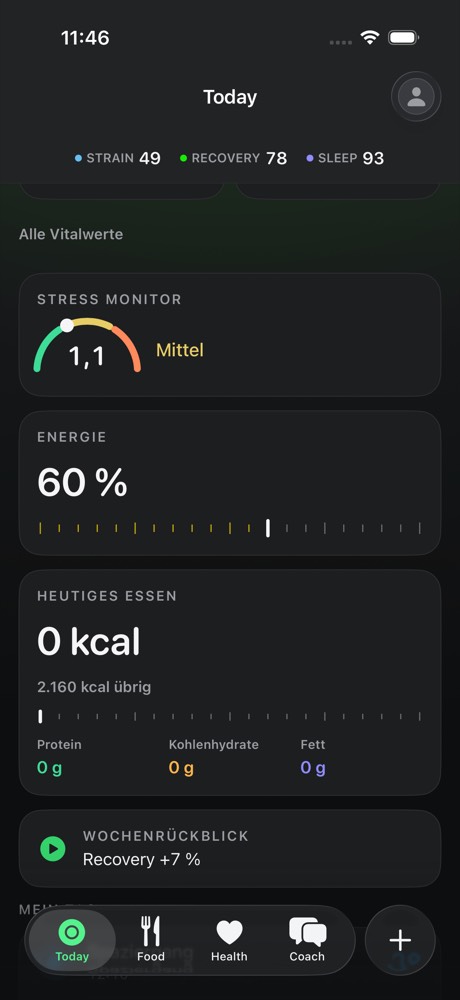 11:46
Today
STRAIN 49 RECOVERY 78 SLEEP 93
Alle Vitalwerte
STRESS MONITOR
1,1 Mittel
ENERGIE
60 %
HEUTIGES ESSEN
0 kcal
2.160 kcal übrig
Protein Kohlenhydrate Fett
0 g 0 g 0 g
WOCHENRÜCKBLICK
Recovery +7 %
Today Food Health Coach